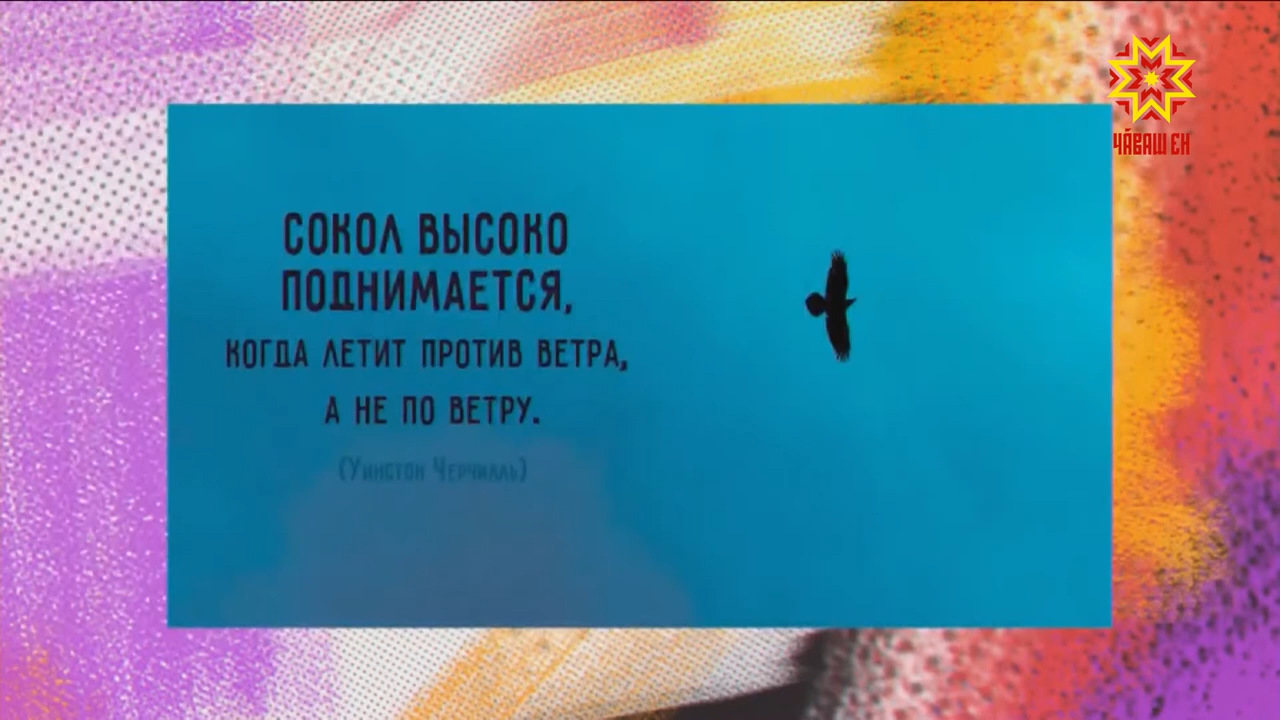 ЧӐВАШ ЕН
СОКОЛ ВЫСОКО
ПОДНИМАЕТСЯ,
КОГДА ЛЕТИТ ПРОТИВ ВЕТРА,
А НЕ ПО ВЕТРУ.
(Уинстон Черчилль)